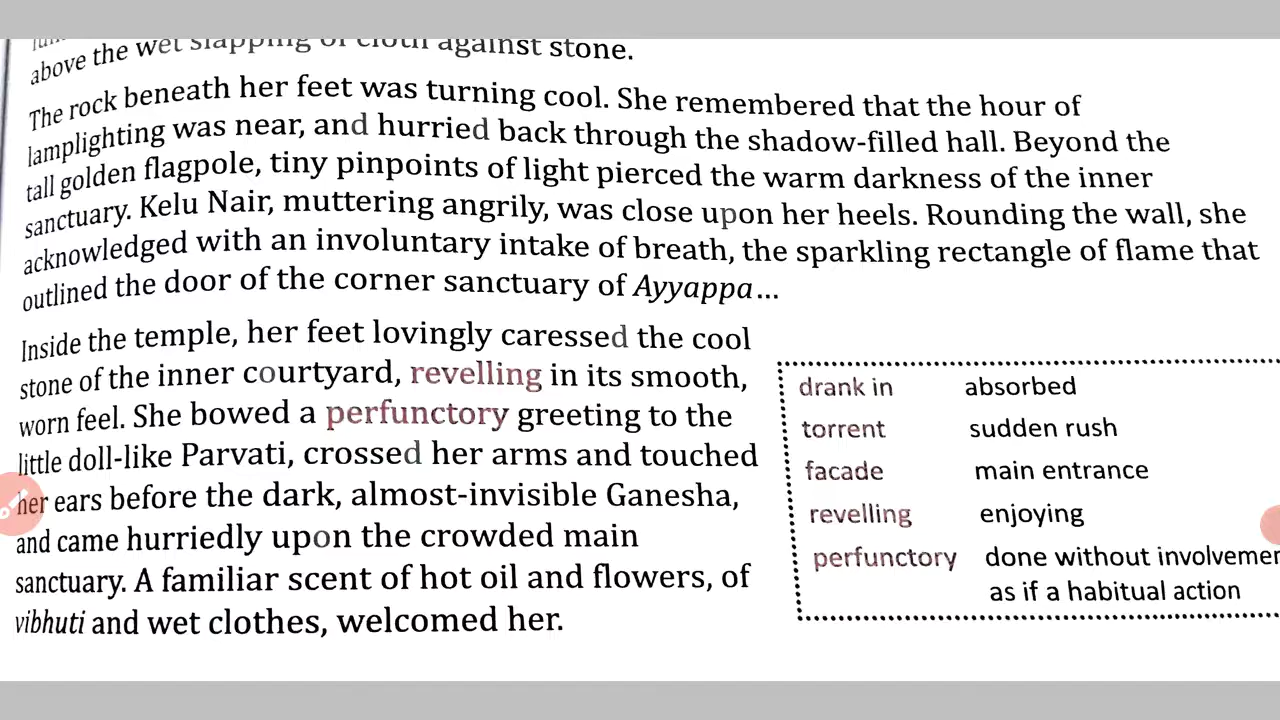 above the wet slapping of cloth against stone.
The rock beneath her feet was turning cool. She remembered that the hour of
lamplighting was near, and hurried back through the shadow-filled hall. Beyond the
tall golden flagpole, tiny pinpoints of light pierced the warm darkness of the inner
sanctuary. Kelu Nair, muttering angrily, was close upon her heels. Rounding the wall, she
acknowledged with an involuntary intake of breath, the sparkling rectangle of flame that
outlined the door of the corner sanctuary of Ayyappa...
Inside the temple, her feet lovingly caressed the cool
stone of the inner courtyard, revelling in its smooth,
worn feel. She bowed a perfunctory greeting to the
little doll-like Parvati, crossed her arms and touched
her ears before the dark, almost-invisible Ganesha,
and came hurriedly upon the crowded main
sanctuary. A familiar scent of hot oil and flowers, of
vibhuti and wet clothes, welcomed her.
drank in absorbed
torrent sudden rush
facade main entrance
revelling enjoying
perfunctory done without involvemen
as if a habitual action